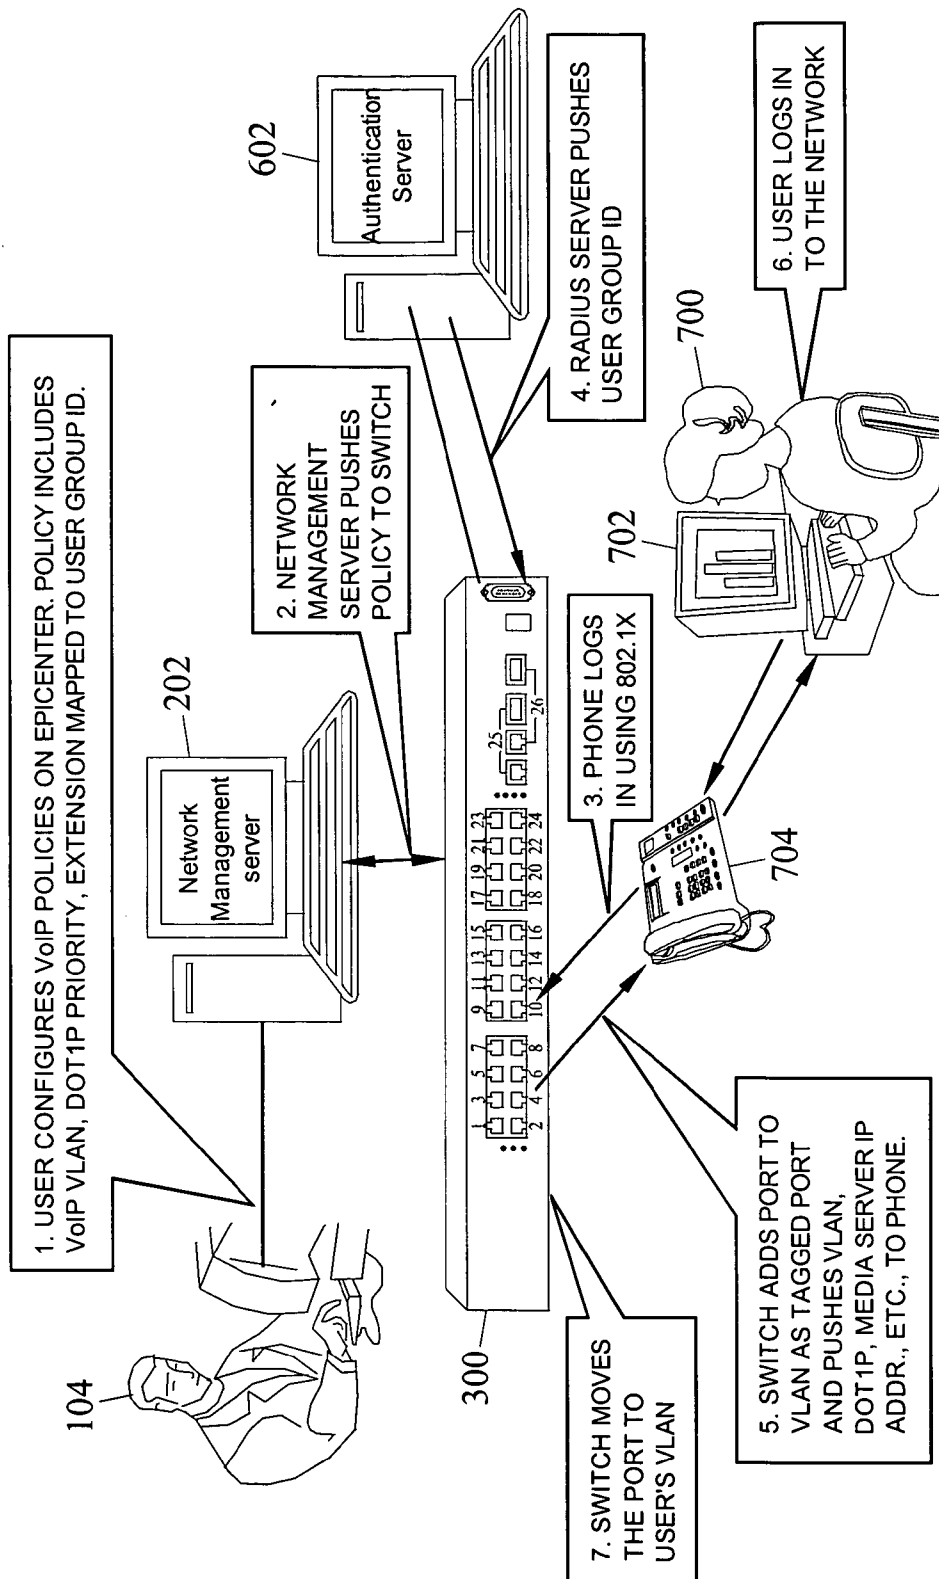 1. USER CONFIGURES VoIP POLICIES ON EPICENTER. POLICY INCLUDES
VoIP VLAN, DOT1P PRIORITY, EXTENSION MAPPED TO USER GROUP ID.
104
202
Network
Management
server
2. NETWORK
MANAGEMENT
SERVER PUSHES
POLICY TO SWITCH
602
Authentication
Server
4. RADIUS SERVER PUSHES
USER GROUP ID
300
1 3 5 7 9 11 13 15 17 19 21 23 25
2 4 6 8 10 12 14 16 18 20 22 24 26
3. PHONE LOGS
IN USING 802.1X
702
700
6. USER LOGS IN
TO THE NETWORK
704
7. SWITCH MOVES
THE PORT TO
USER'S VLAN
5. SWITCH ADDS PORT TO
VLAN AS TAGGED PORT
AND PUSHES VLAN,
DOT1P, MEDIA SERVER IP
ADDR., ETC., TO PHONE.